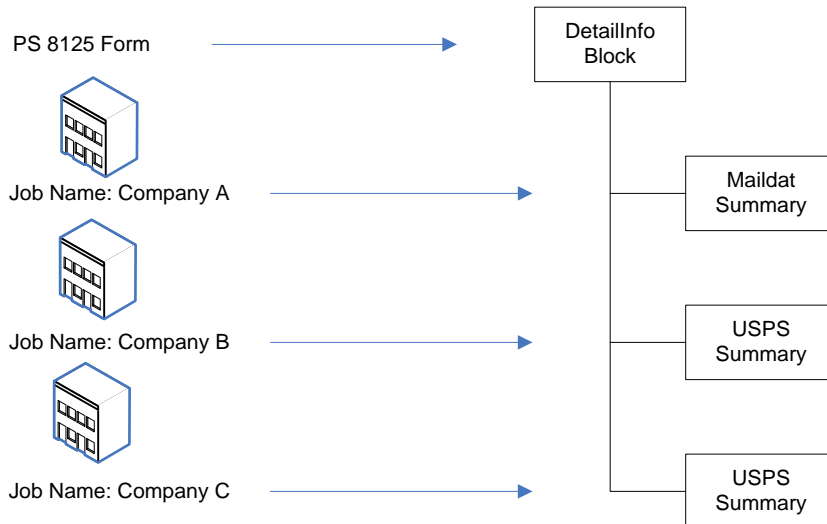 PS 8125 Form
DetailInfo
Block
Job Name: Company A
Maildat
Summary
Job Name: Company B
USPS
Summary
Job Name: Company C
USPS
Summary